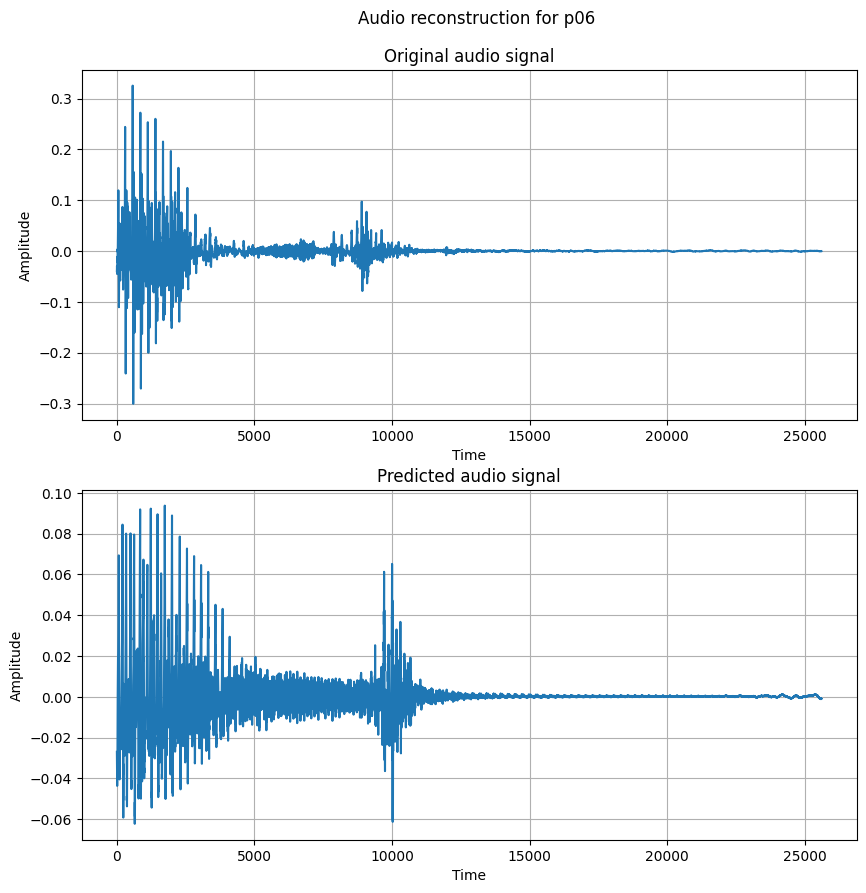 Audio reconstruction for p06
Original audio signal
0.3
0.2
0.1
0.0
−0.1
−0.2
−0.3
Amplitude
0 5000 10000 15000 20000 25000
Time
Predicted audio signal
0.10
0.08
0.06
0.04
0.02
0.00
−0.02
−0.04
−0.06
Amplitude
0 5000 10000 15000 20000 25000
Time